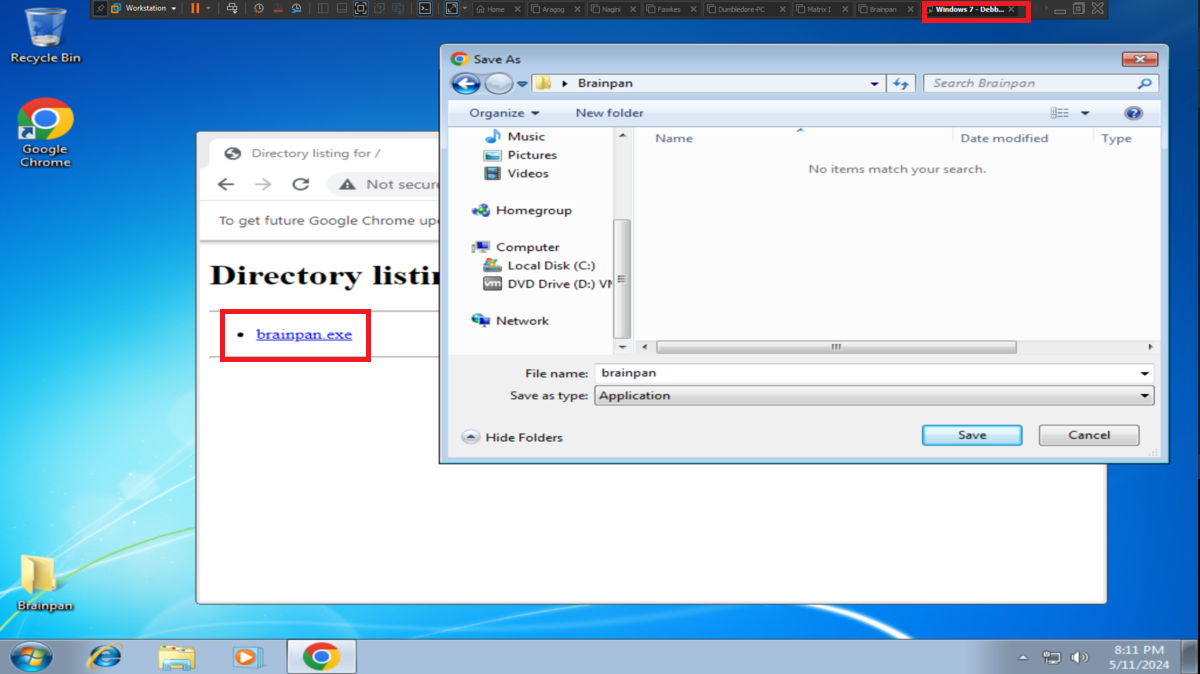 Workstation
Home
Aragog
Nagini
Fawkes
Dumbledore-PC
Matrix I
Brainpan
Windows 7 - Debb...
Recycle Bin
Google
Chrome
Brainpan
Directory listing for /
Not secure
To get future Google Chrome up
Directory listin
brainpan.exe
Save As
Brainpan
Search Brainpan
Organize
New folder
Music
Pictures
Videos
Homegroup
Computer
Local Disk (C:)
DVD Drive (D:) VM
Network
Name
Date modified
Type
No items match your search.
File name: brainpan
Save as type: Application
Hide Folders
Save
Cancel
vm
8:11 PM
5/11/2024